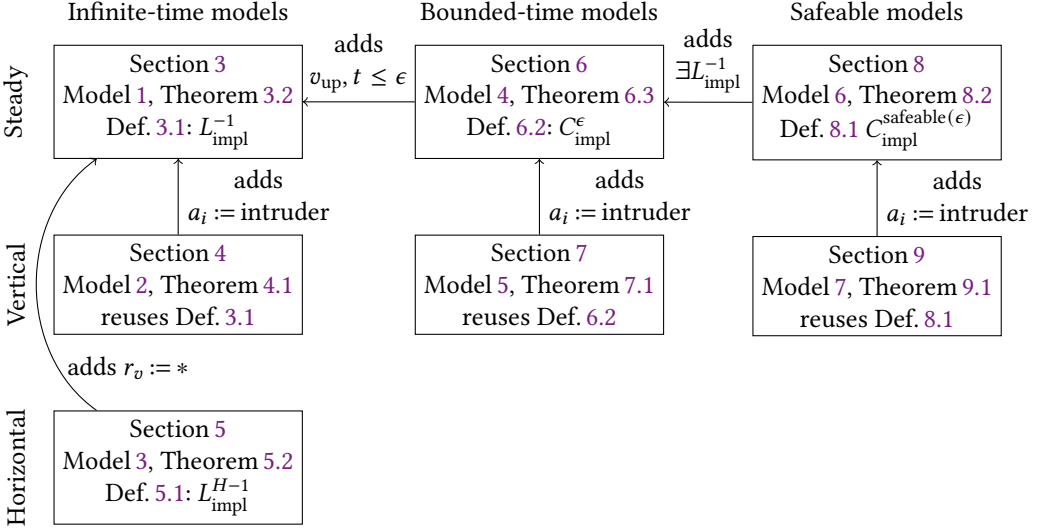 Infinite-time models
Bounded-time models
Safeable models
Steady
Section 3
Model 1, Theorem 3.2
Def. 3.1: L_impl^{-1}
adds
v_up, t ≤ ϵ
Section 6
Model 4, Theorem 6.3
Def. 6.2: C_impl^ϵ
adds
∃L_impl^{-1}
Section 8
Model 6, Theorem 8.2
Def. 8.1 C_impl^{safeable(ϵ)}
adds
a_i := intruder
adds
a_i := intruder
adds
a_i := intruder
Vertical
Section 4
Model 2, Theorem 4.1
reuses Def. 3.1
Section 7
Model 5, Theorem 7.1
reuses Def. 6.2
Section 9
Model 7, Theorem 9.1
reuses Def. 8.1
adds r_v := *
Horizontal
Section 5
Model 3, Theorem 5.2
Def. 5.1: L_impl^{H−1}